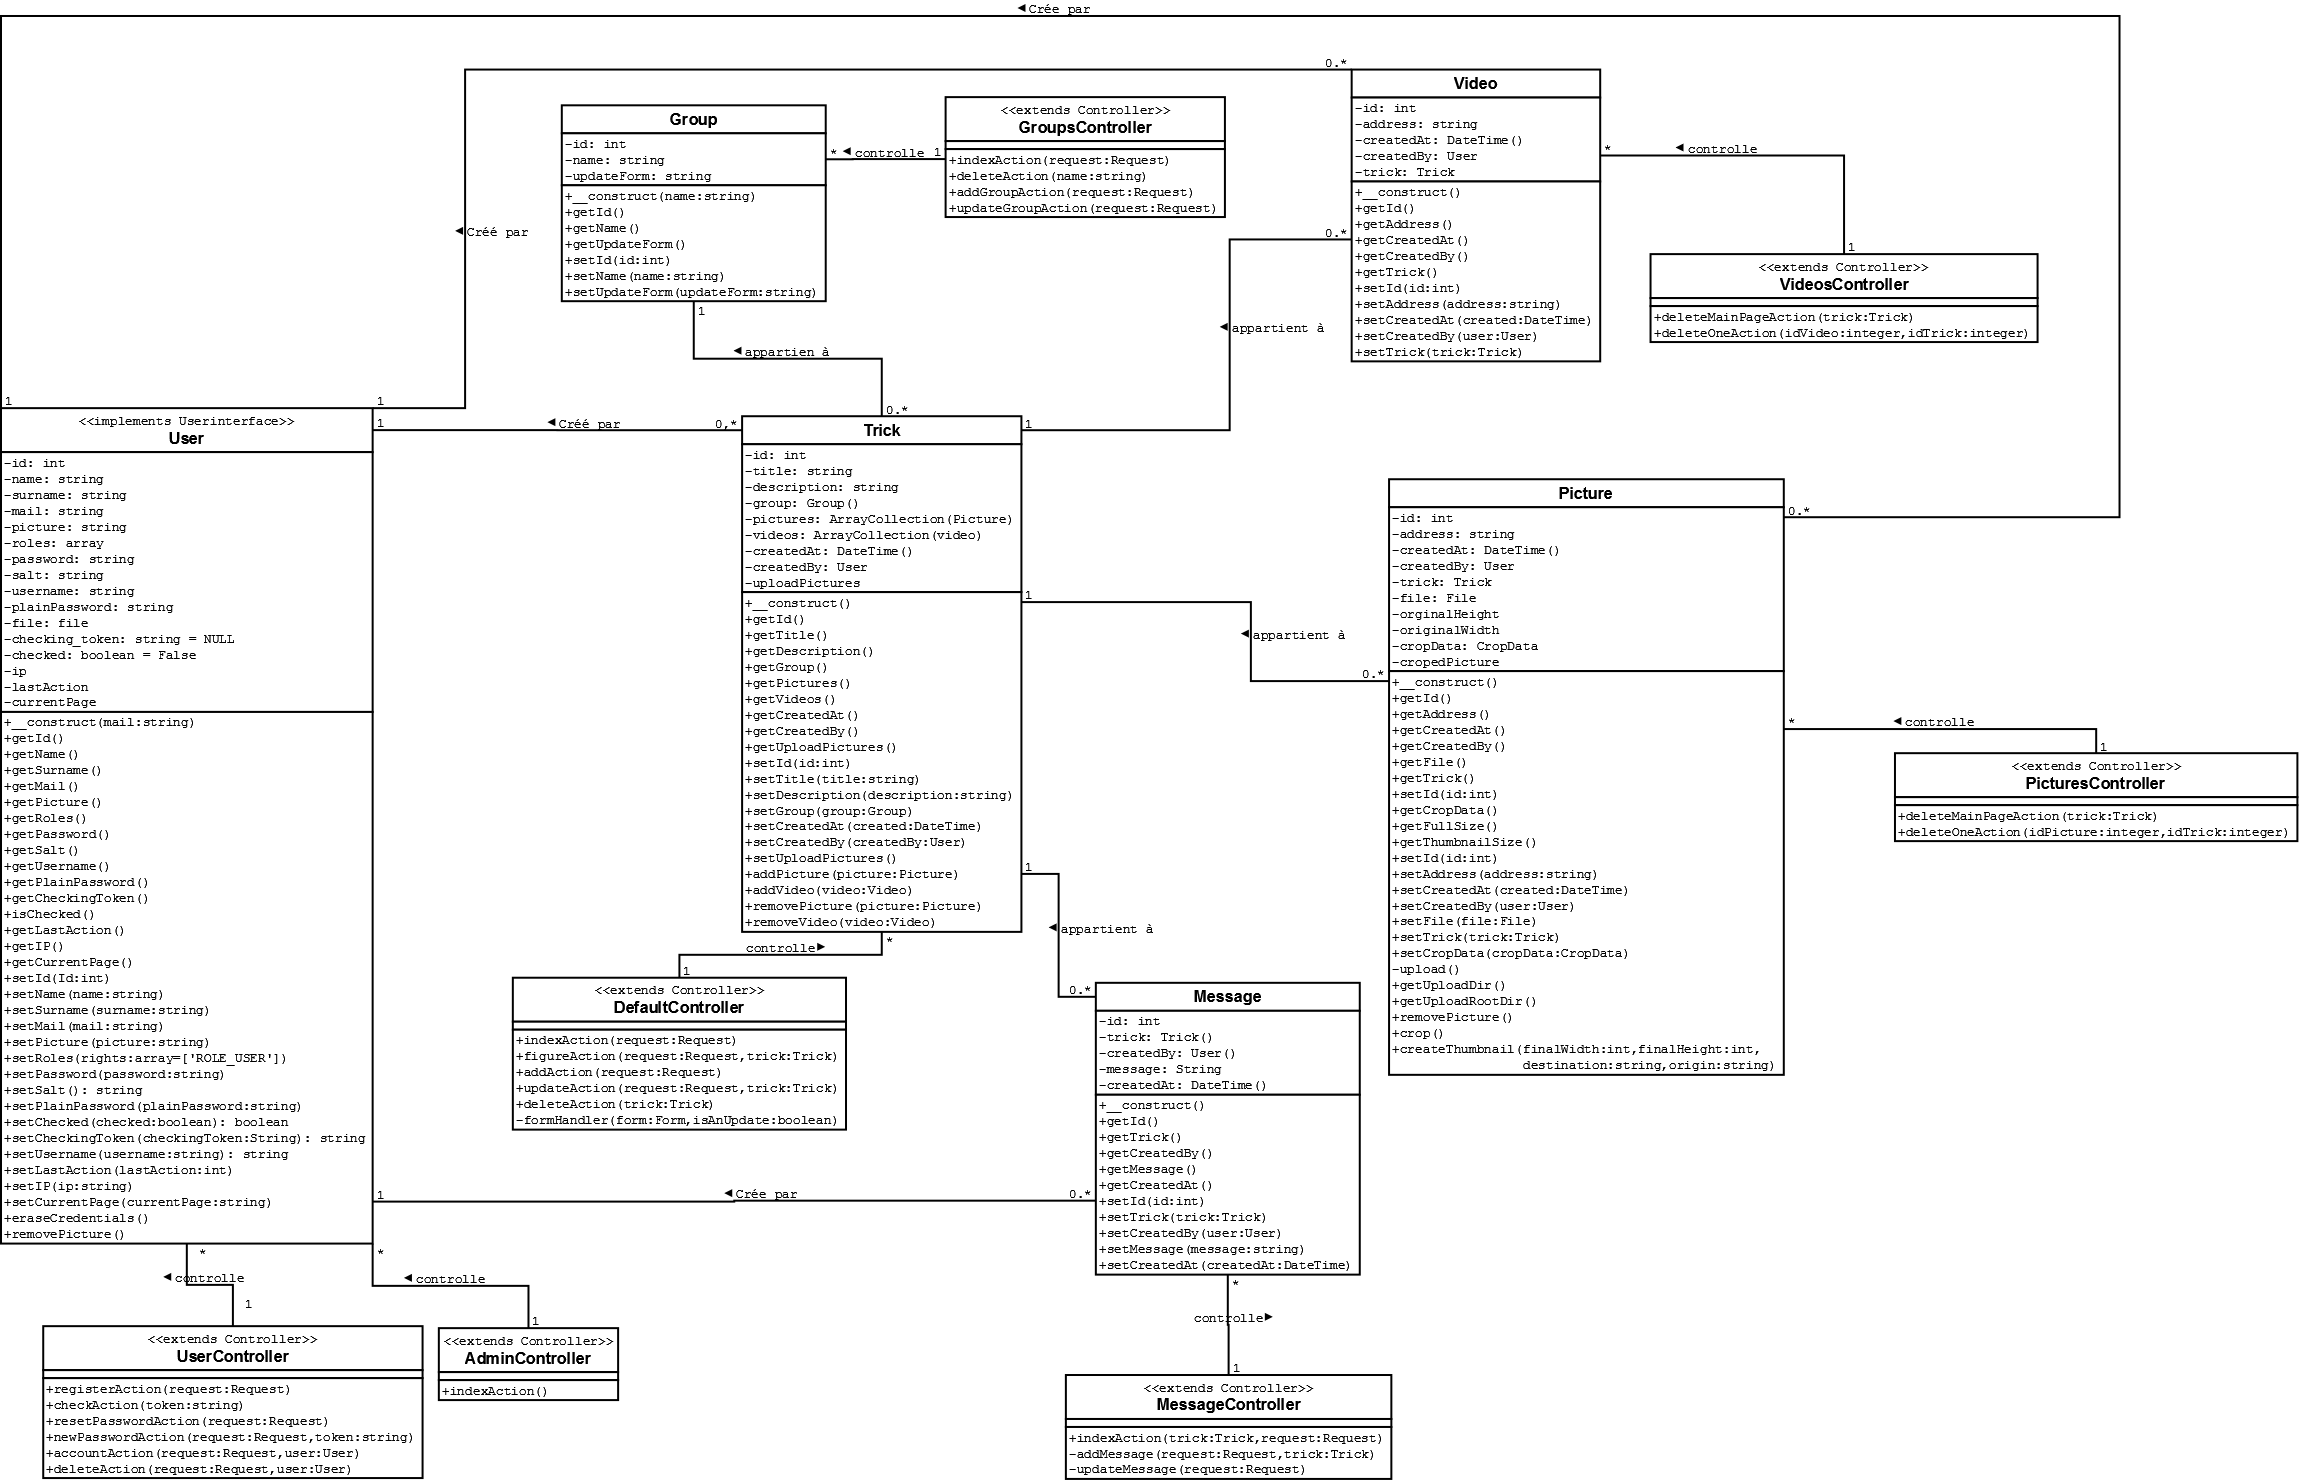 ◄Crée par
0.*
Video
-id: int
-address: string
-createdAt: DateTime()
-createdBy: User
-trick: Trick
+__construct()
+getId()
+getAddress()
+getCreatedAt()
+getCreatedBy()
+getTrick()
+setId(id:int)
+setAddress(address:string)
+setCreatedAt(created:DateTime)
+setCreatedBy(user:User)
+setTrick(trick:Trick)
Group
-id: int
-name: string
-updateForm: string
+__construct(name:string)
+getId()
+getName()
+getUpdateForm()
+setId(id:int)
+setName(name:string)
+setUpdateForm(updateForm:string)
* ◄controlle 1
<<extends Controller>>
GroupsController
+indexAction(request:Request)
+deleteAction(name:string)
+addGroupAction(request:Request)
+updateGroupAction(request:Request)
* ◄controlle
1
<<extends Controller>>
VideosController
+deleteMainPageAction(trick:Trick)
+deleteOneAction(idVideo:integer,idTrick:integer)
◄Créé par
0.*
◄appartient à
1
1
◄appartien à
0.*
1
1
<<implements Userinterface>>
User
-id: int
-name: string
-surname: string
-mail: string
-picture: string
-roles: array
-password: string
-salt: string
-username: string
-plainPassword: string
-file: file
-checking_token: string = NULL
-checked: boolean = False
-ip
-lastAction
-currentPage
+__construct(mail:string)
+getId()
+getName()
+getSurname()
+getMail()
+getPicture()
+getRoles()
+getPassword()
+getSalt()
+getUsername()
+getPlainPassword()
+getCheckingToken()
+isChecked()
+getLastAction()
+getIP()
+getCurrentPage()
+setId(Id:int)
+setName(name:string)
+setSurname(surname:string)
+setMail(mail:string)
+setPicture(picture:string)
+setRoles(rights:array=['ROLE_USER'])
+setPassword(password:string)
+setSalt(): string
+setPlainPassword(plainPassword:string)
+setChecked(checked:boolean): boolean
+setCheckingToken(checkingToken:String): string
+setUsername(username:string): string
+setLastAction(lastAction:int)
+setIP(ip:string)
+setCurrentPage(currentPage:string)
+eraseCredentials()
+removePicture()
1
◄Créé par
0,*
Trick
-id: int
-title: string
-description: string
-group: Group()
-pictures: ArrayCollection(Picture)
-videos: ArrayCollection(video)
-createdAt: DateTime()
-createdBy: User
-uploadPictures
+__construct()
+getId()
+getTitle()
+getDescription()
+getGroup()
+getPictures()
+getVideos()
+getCreatedAt()
+getCreatedBy()
+getUploadPictures()
+setId(id:int)
+setTitle(title:string)
+setDescription(description:string)
+setGroup(group:Group)
+setCreatedAt(created:DateTime)
+setCreatedBy(createdBy:User)
+setUploadPictures()
+addPicture(picture:Picture)
+addVideo(video:Video)
+removePicture(picture:Picture)
+removeVideo(video:Video)
1
◄appartient à
0.*
Picture
-id: int
-address: string
-createdAt: DateTime()
-createdBy: User
-trick: Trick
-file: File
-orginalHeight
-originalWidth
-cropData: CropData
-cropedPicture
+__construct()
+getId()
+getAddress()
+getCreatedAt()
+getCreatedBy()
+getFile()
+getTrick()
+setId(id:int)
+getCropData()
+getFullSize()
+getThumbnailSize()
+setId(id:int)
+setAddress(address:string)
+setCreatedAt(created:DateTime)
+setCreatedBy(user:User)
+setFile(file:File)
+setTrick(trick:Trick)
+setCropData(cropData:CropData)
-upload()
+getUploadDir()
+getUploadRootDir()
+removePicture()
+crop()
+createThumbnail(finalWidth:int,finalHeight:int,
destination:string,origin:string)
0.*
* ◄controlle
1
<<extends Controller>>
PicturesController
+deleteMainPageAction(trick:Trick)
+deleteOneAction(idPicture:integer,idTrick:integer)
1
◄appartient à
0.*
controlle► *
1
<<extends Controller>>
DefaultController
+indexAction(request:Request)
+figureAction(request:Request,trick:Trick)
+addAction(request:Request)
+updateAction(request:Request,trick:Trick)
+deleteAction(trick:Trick)
-formHandler(form:Form,isAnUpdate:boolean)
Message
-id: int
-trick: Trick()
-createdBy: User()
-message: String
-createdAt: DateTime()
+__construct()
+getId()
+getTrick()
+getCreatedBy()
+getMessage()
+getCreatedAt()
+setId(id:int)
+setTrick(trick:Trick)
+setCreatedBy(user:User)
+setMessage(message:string)
+setCreatedAt(createdAt:DateTime)
1
◄Crée par
0.*
*
◄controlle
1
<<extends Controller>>
UserController
+registerAction(request:Request)
+checkAction(token:string)
+resetPasswordAction(request:Request)
+newPasswordAction(request:Request,token:string)
+accountAction(request:Request,user:User)
+deleteAction(request:Request,user:User)
*
◄controlle
1
<<extends Controller>>
AdminController
+indexAction()
*
controlle►
1
<<extends Controller>>
MessageController
+indexAction(trick:Trick,request:Request)
-addMessage(request:Request,trick:Trick)
-updateMessage(request:Request)